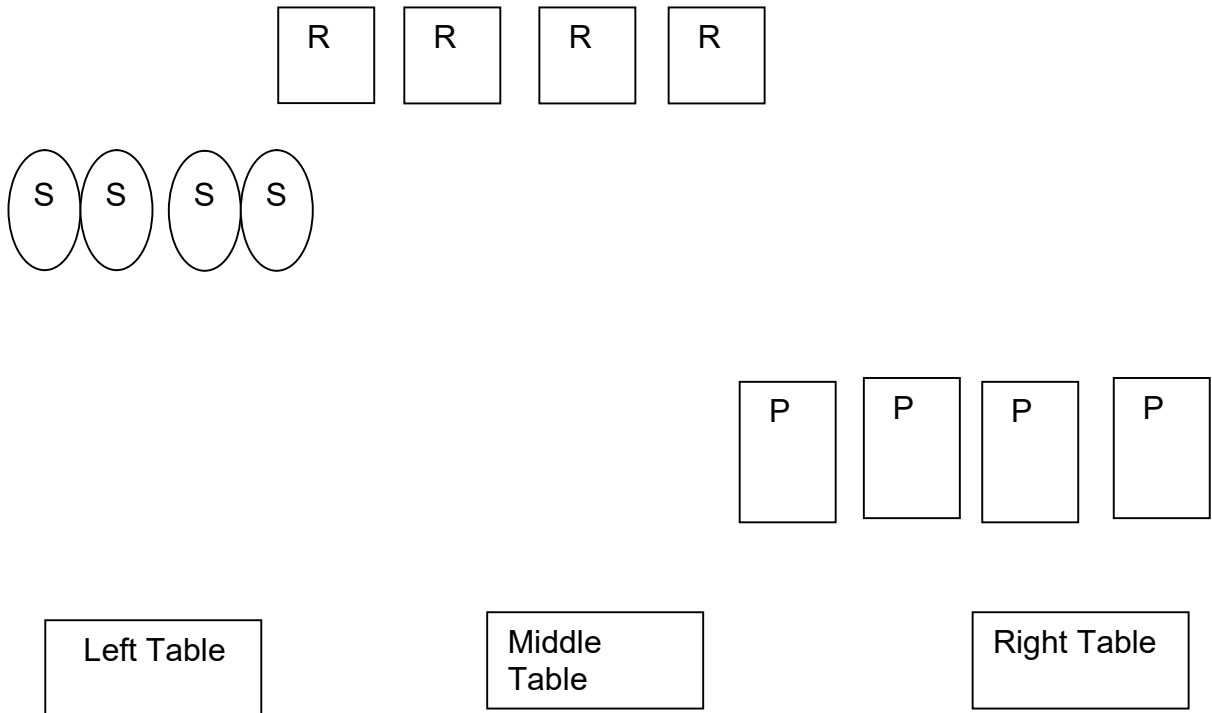 R R R R
S S S S
P P P P
Left Table
Middle
Table
Right Table